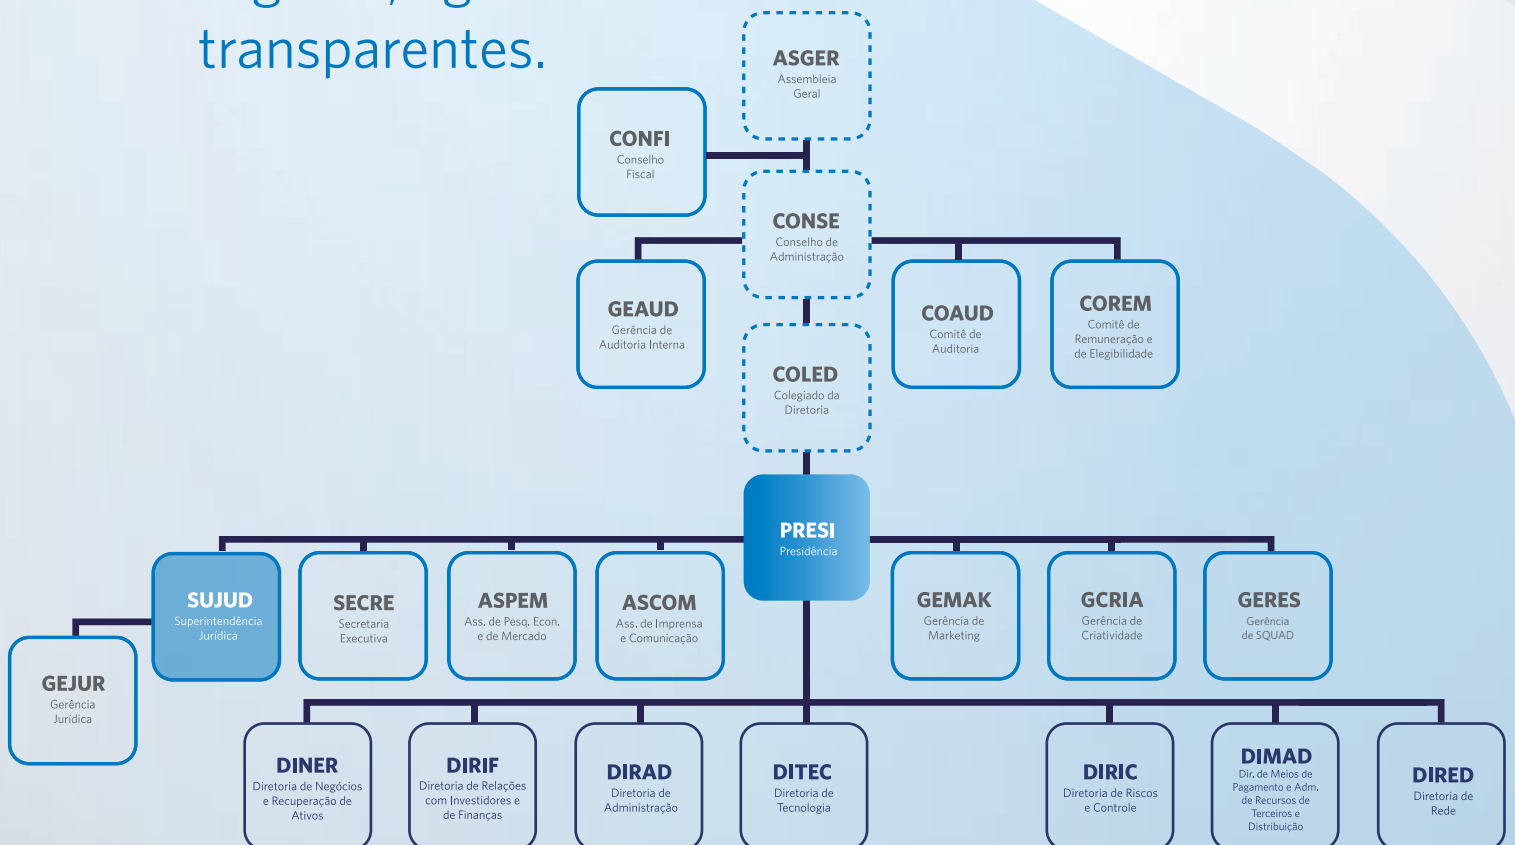 transparentes.
ASGER
Assembleia
Geral
CONFI
Conselho
Fiscal
CONSE
Conselho de
Administração
GEAUD
Gerência de
Auditoria Interna
COAUD
Comitê de
Auditoria
COREM
Comitê de
Remuneração e
de Elegibilidade
COLED
Colegiado da
Diretoria
PRESI
Presidência
SUJUD
Superintendência
Jurídica
SECRE
Secretaria
Executiva
ASPEM
Ass. de Pesq. Econ.
e de Mercado
ASCOM
Ass. de Imprensa
e Comunicação
GEMAK
Gerência de
Marketing
GCRIA
Gerência de
Criatividade
GERES
Gerência
de SQUAD
GEJUR
Gerência
Jurídica
DINER
Diretoria de Negócios
e Recuperação de
Ativos
DIRIF
Diretoria de Relações
com Investidores e
de Finanças
DIRAD
Diretoria de
Administração
DITEC
Diretoria de
Tecnologia
DIRIC
Diretoria de Riscos
e Controle
DIMAD
Dir. de Meios de
Pagamento e Adm.
de Recursos de
Terceiros e
Distribuição
DIRED
Diretoria de
Rede